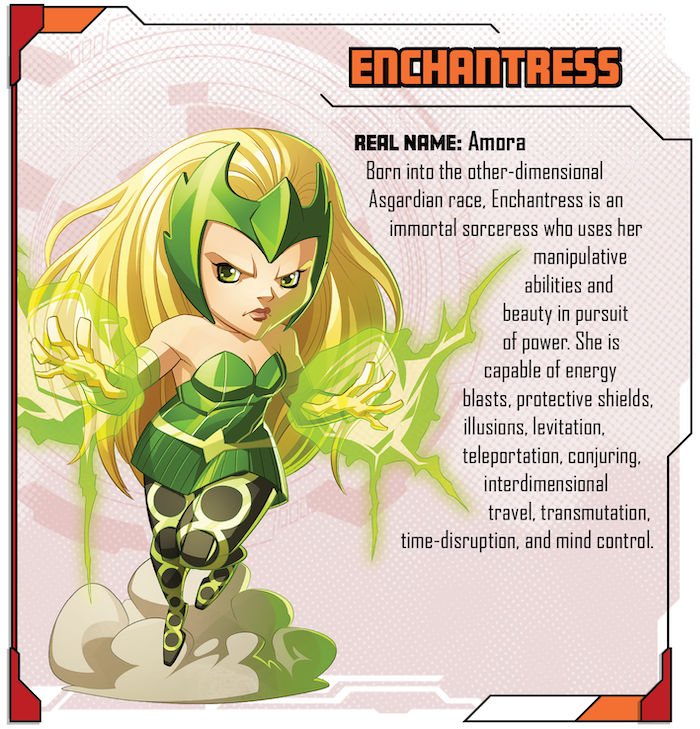 ENCHANTRESS
REAL NAME: Amora
Born into the other-dimensional
Asgardian race, Enchantress is an
immortal sorceress who uses her
manipulative
abilities and
beauty in pursuit
of power. She is
capable of energy
blasts, protective shields,
illusions, levitation,
teleportation, conjuring,
interdimensional
travel, transmutation,
time-disruption, and mind control.